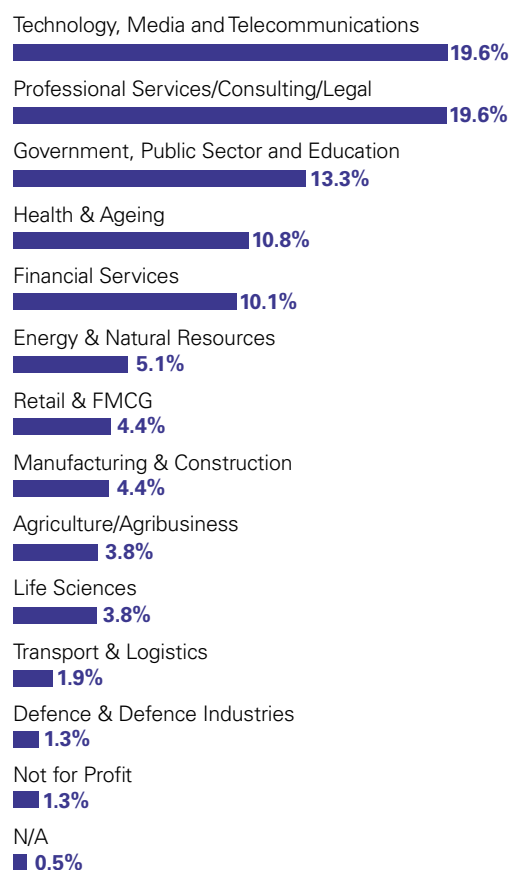 Technology, Media and Telecommunications
19.6%
Professional Services/Consulting/Legal
19.6%
Government, Public Sector and Education
13.3%
Health & Ageing
10.8%
Financial Services
10.1%
Energy & Natural Resources
5.1%
Retail & FMCG
4.4%
Manufacturing & Construction
4.4%
Agriculture/Agribusiness
3.8%
Life Sciences
3.8%
Transport & Logistics
1.9%
Defence & Defence Industries
1.3%
Not for Profit
1.3%
N/A
0.5%